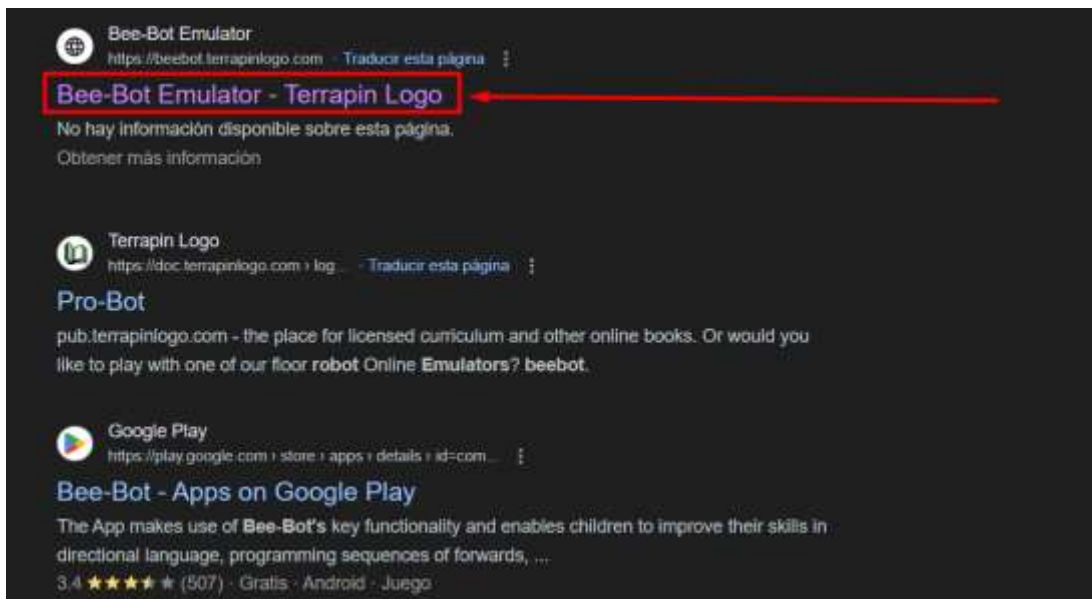 Bee-Bot Emulator
https://beebot.terrapinlogo.com · Traducir esta página
Bee-Bot Emulator - Terrapin Logo
No hay información disponible sobre esta página.
Obtener más información
Terrapin Logo
https://doc.terrapinlogo.com › log... · Traducir esta página
Pro-Bot
pub.terrapinlogo.com - the place for licensed curriculum and other online books. Or would you
like to play with one of our floor robot Online Emulators? beebot.
Google Play
https://play.google.com › store › apps › details › id=com...
Bee-Bot - Apps on Google Play
The App makes use of Bee-Bot's key functionality and enables children to improve their skills in
directional language, programming sequences of forwards, ...
3,4 ★★★★★ (507) · Gratis · Android · Juego